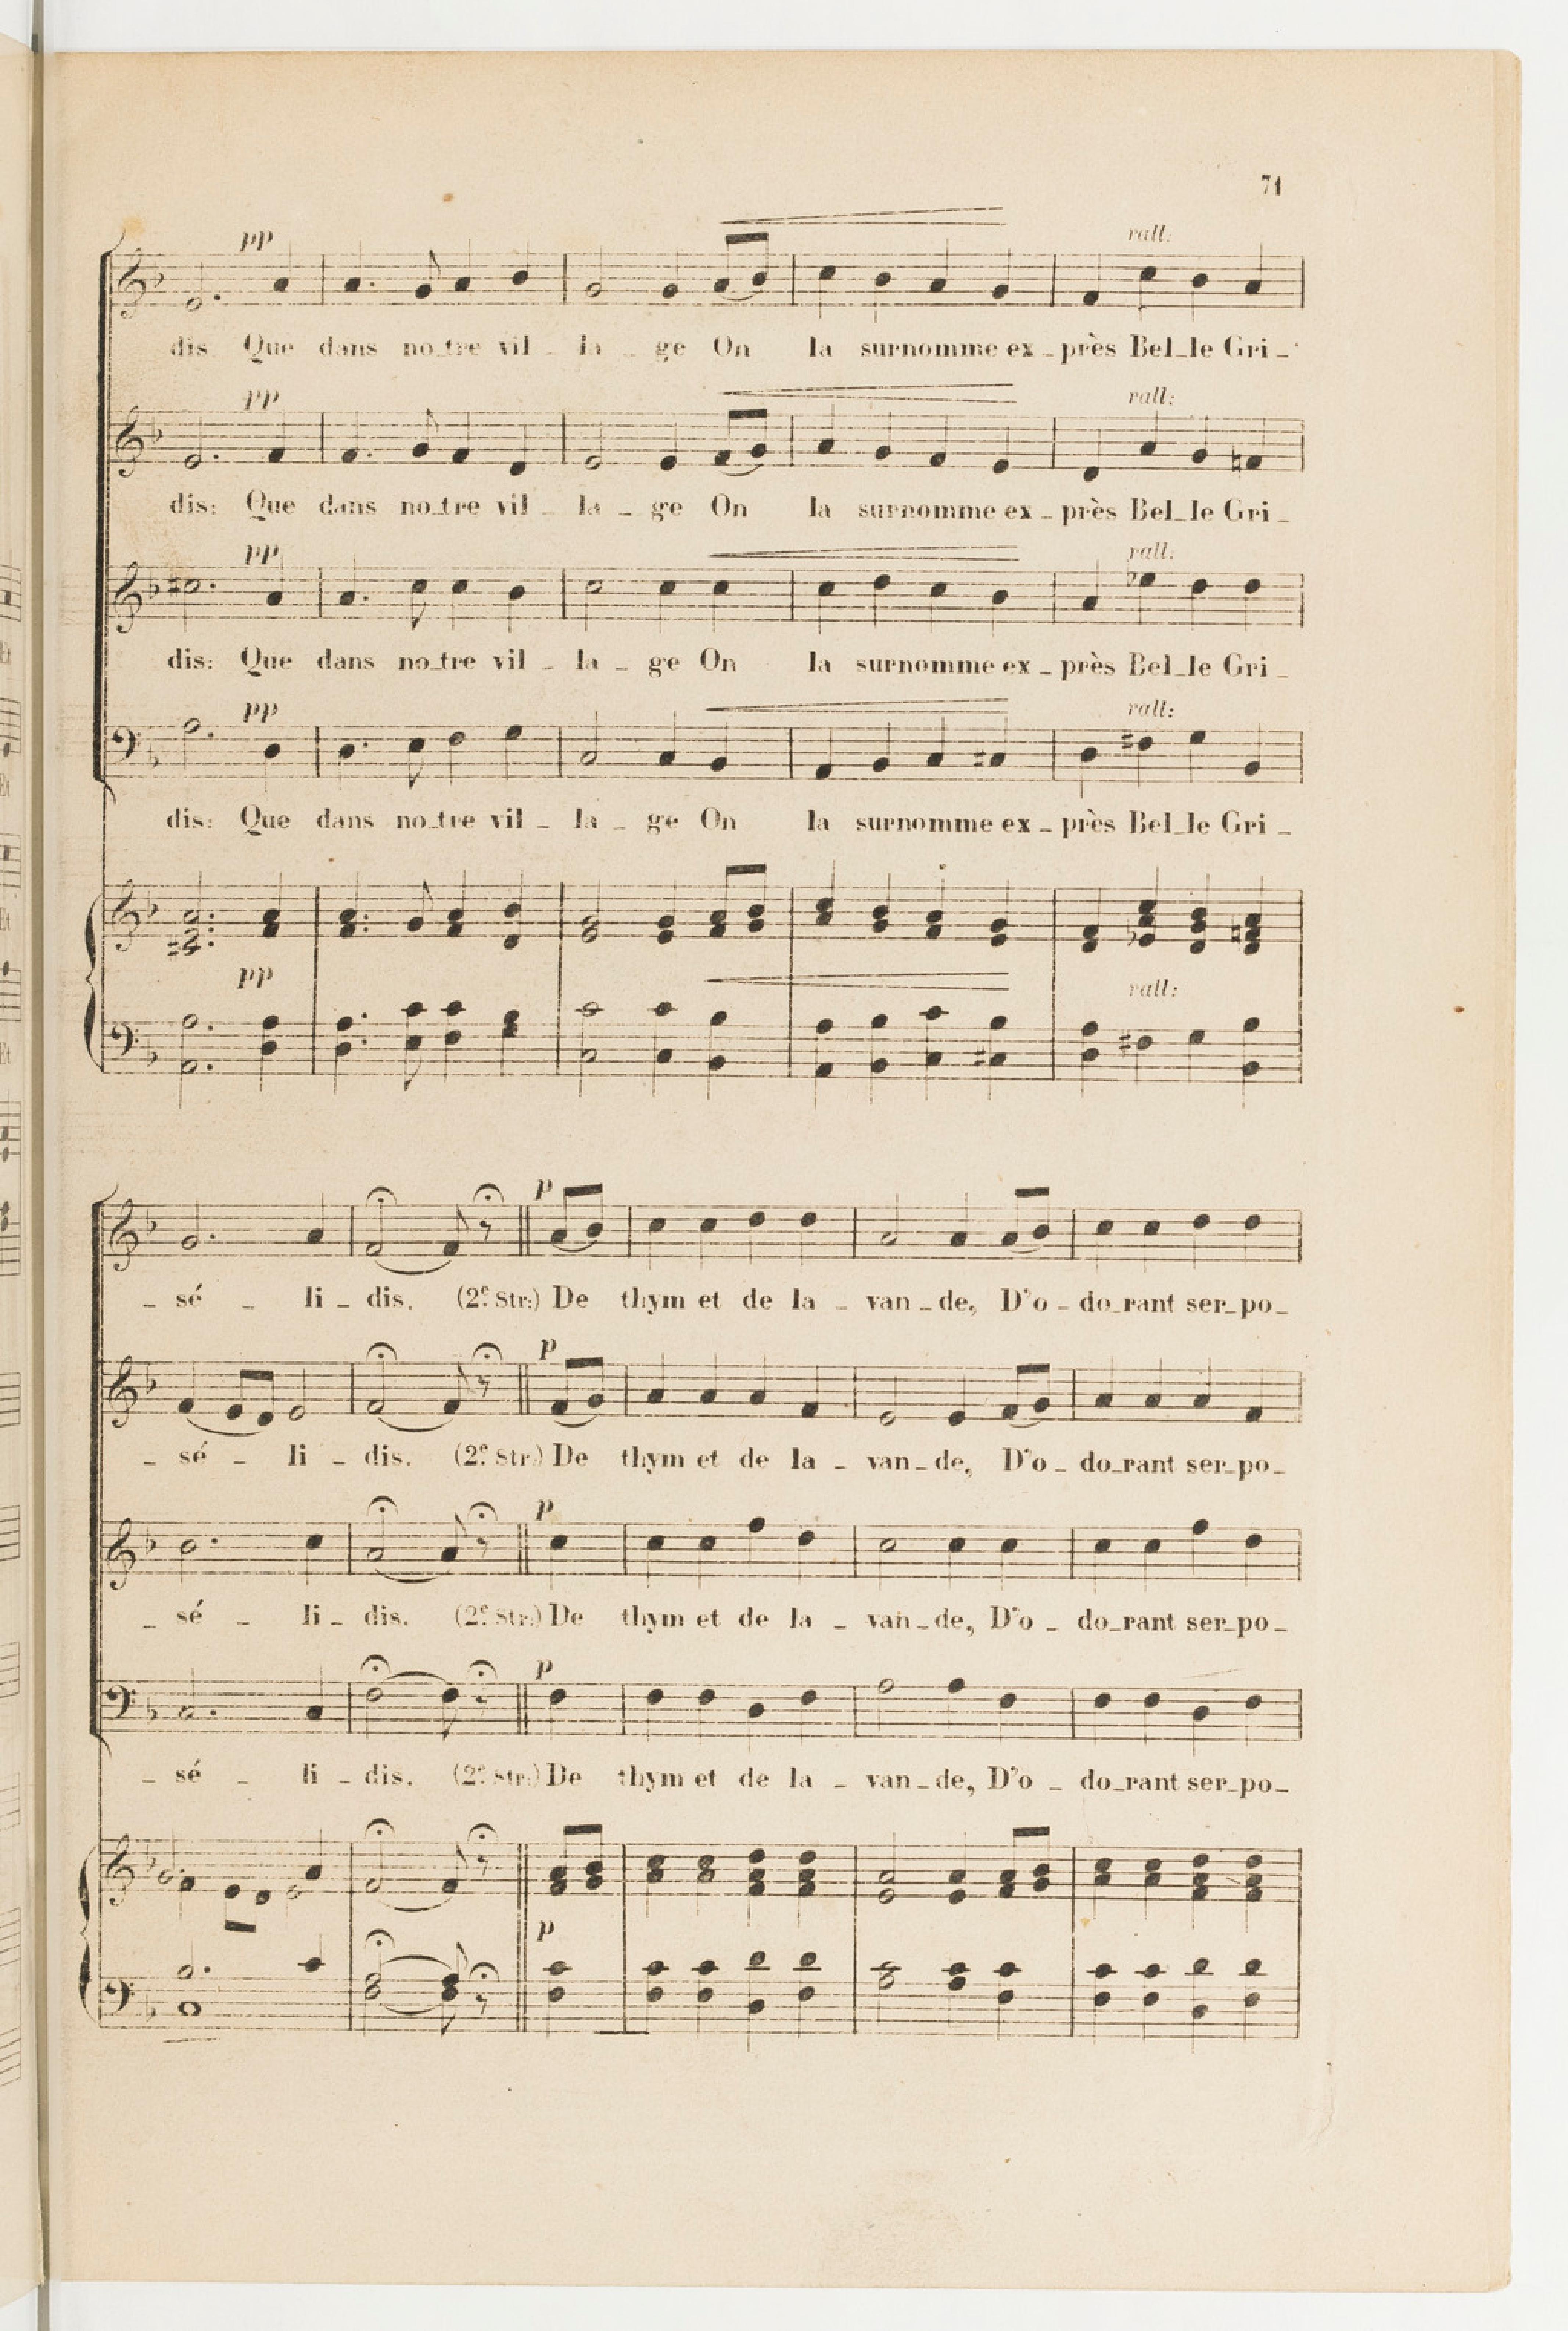 71
pp rall:
dis Que dans no_tre vil _ la _ ge On la surnomme ex _ près Bel_le Gri _
pp rall:
dis: Que dans no_tre vil _ la _ ge On la surnomme ex _ près Bel_le Gri _
pp rall:
dis: Que dans no_tre vil _ la _ ge On la surnomme ex _ près Bel_le Gri _
pp rall:
dis: Que dans no_tre vil _ la _ ge On la surnomme ex _ près Bel_le Gri _
pp rall:
p
_ sé _ li _ dis. (2e. Str:) De thym et de la _ van _ de, D'o _ do_rant ser_po_
p
_ sé _ li _ dis. (2e. Str:) De thym et de la _ van _ de, D'o _ do_rant ser_po_
p
_ sé _ li _ dis. (2e. Str:) De thym et de la _ van _ de, D'o _ do_rant ser_po_
p
_ sé _ li _ dis. (2e. Str:) De thym et de la _ van _ de, D'o _ do_rant ser_po_
p